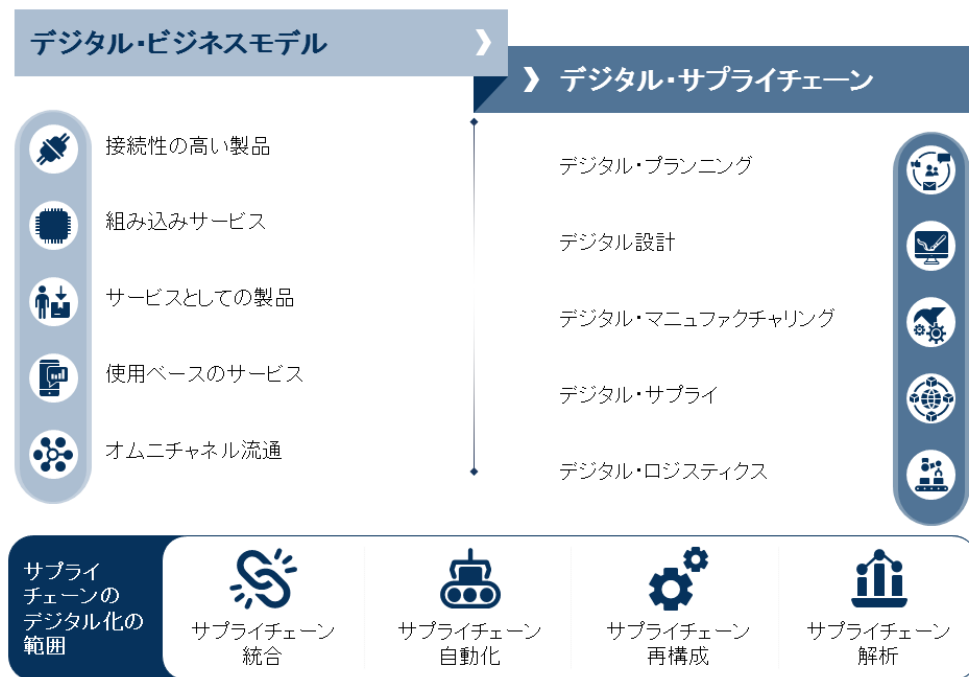 デジタル・ビジネスモデル
デジタル・サプライチェーン
接続性の高い製品
組み込みサービス
サービスとしての製品
使用ベースのサービス
オムニチャネル流通
デジタル・プランニング
デジタル設計
デジタル・マニュファクチャリング
デジタル・サプライ
デジタル・ロジスティクス
サプライ
チェーンの
デジタル化の
範囲
サプライチェーン
統合
サプライチェーン
自動化
サプライチェーン
再構成
サプライチェーン
解析